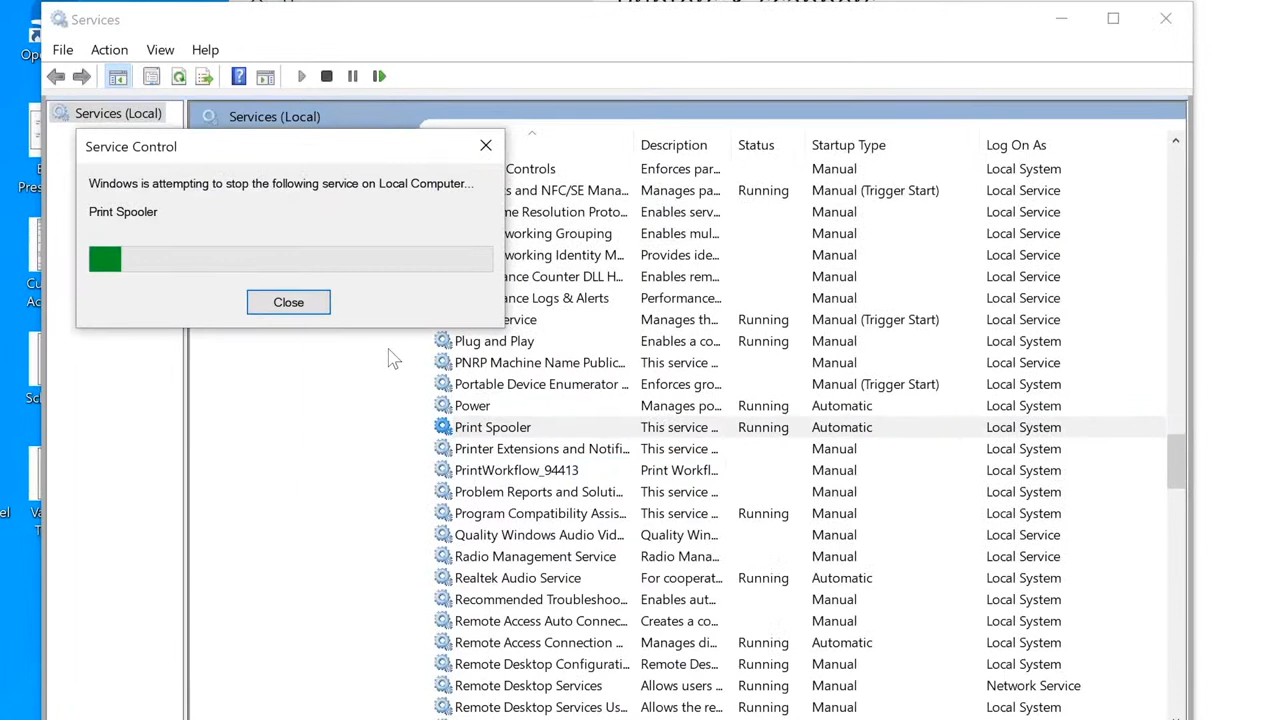 Services
File Action View Help
Services (Local)
Services (Local)
Service Control
Windows is attempting to stop the following service on Local Computer...
Print Spooler
Close
Description Status Startup Type Log On As
Controls Enforces par... Manual Local System
s and NFC/SE Mana... Manages pa... Running Manual (Trigger Start) Local Service
me Resolution Proto... Enables serv... Manual Local Service
working Grouping Enables mul... Manual Local Service
working Identity M... Provides ide... Manual Local Service
ance Counter DLL H... Enables rem... Manual Local Service
ance Logs & Alerts Performance... Manual Local Service
ervice Manages th... Running Manual (Trigger Start) Local Service
Plug and Play Enables a co... Running Manual Local System
PNRP Machine Name Public... This service ... Manual Local Service
Portable Device Enumerator ... Enforces gro... Manual (Trigger Start) Local System
Power Manages po... Running Automatic Local System
Print Spooler This service ... Running Automatic Local System
Printer Extensions and Notifi... This service ... Manual Local System
PrintWorkflow_94413 Print Workfl... Manual Local System
Problem Reports and Soluti... This service ... Manual Local System
Program Compatibility Assis... This service ... Running Manual Local System
Quality Windows Audio Vid... Quality Win... Manual Local Service
Radio Management Service Radio Mana... Manual Local Service
Realtek Audio Service For cooperat... Running Automatic Local System
Recommended Troubleshoo... Enables aut... Manual Local System
Remote Access Auto Connec... Creates a co... Manual Local System
Remote Access Connection ... Manages di... Running Automatic Local System
Remote Desktop Configurati... Remote Des... Running Manual Local System
Remote Desktop Services Allows users ... Running Manual Network Service
Remote Desktop Services Us... Allows the re... Running Manual Local System